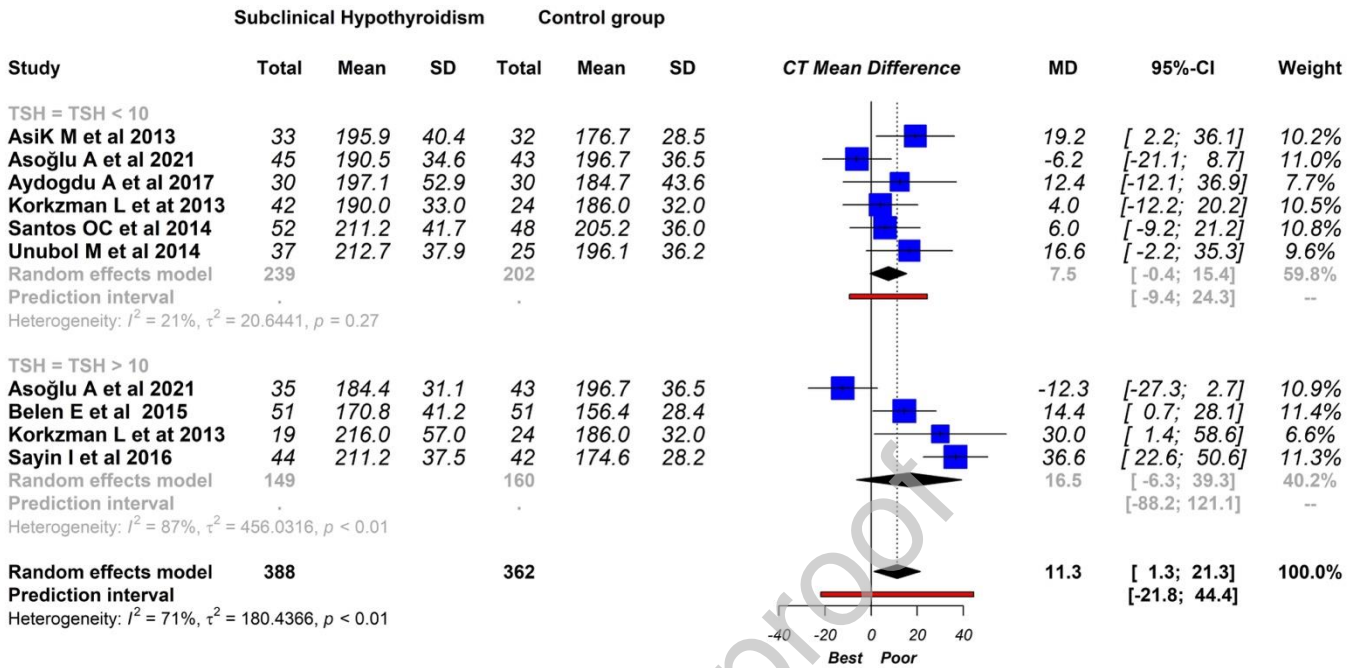 Subclinical Hypothyroidism Control group
Study Total Mean SD Total Mean SD CT Mean Difference MD 95%-CI Weight
TSH = TSH < 10
AsiK M et al 2013 33 195.9 40.4 32 176.7 28.5 19.2 [ 2.2; 36.1] 10.2%
Asoğlu A et al 2021 45 190.5 34.6 43 196.7 36.5 -6.2 [-21.1; 8.7] 11.0%
Aydogdu A et al 2017 30 197.1 52.9 30 184.7 43.6 12.4 [-12.1; 36.9] 7.7%
Korkzman L et at 2013 42 190.0 33.0 24 186.0 32.0 4.0 [-12.2; 20.2] 10.5%
Santos OC et al 2014 52 211.2 41.7 48 205.2 36.0 6.0 [-9.2; 21.2] 10.8%
Unubol M et al 2014 37 212.7 37.9 25 196.1 36.2 16.6 [-2.2; 35.3] 9.6%
Random effects model 239 202 7.5 [ -0.4; 15.4] 59.8%
Prediction interval . . [ -9.4; 24.3] --
Heterogeneity: I² = 21%, τ² = 20.6441, p = 0.27
TSH = TSH > 10
Asoğlu A et al 2021 35 184.4 31.1 43 196.7 36.5 -12.3 [-27.3; 2.7] 10.9%
Belen E et al 2015 51 170.8 41.2 51 156.4 28.4 14.4 [ 0.7; 28.1] 11.4%
Korkzman L et at 2013 19 216.0 57.0 24 186.0 32.0 30.0 [ 1.4; 58.6] 6.6%
Sayin I et al 2016 44 211.2 37.5 42 174.6 28.2 36.6 [ 22.6; 50.6] 11.3%
Random effects model 149 160 16.5 [ -6.3; 39.3] 40.2%
Prediction interval . . [-88.2; 121.1] --
Heterogeneity: I² = 87%, τ² = 456.0316, p < 0.01
Random effects model 388 362 11.3 [ 1.3; 21.3] 100.0%
Prediction interval [-21.8; 44.4]
Heterogeneity: I² = 71%, τ² = 180.4366, p < 0.01
-40 -20 0 20 40
Best Poor
proof